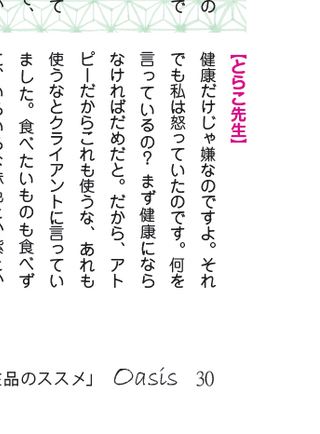 の
で
て
【とらこ先生】
健康だけじゃ嫌なのですよ。それ
でも私は怒っていたのです。何を
言っているの？ まず健康になら
なければだめだと。だから、アト
ピーだからこれも使うな、あれも
使うなとクライアントに言ってい
ました。食べたいものも食べず
品のススメ」 Oasis 30